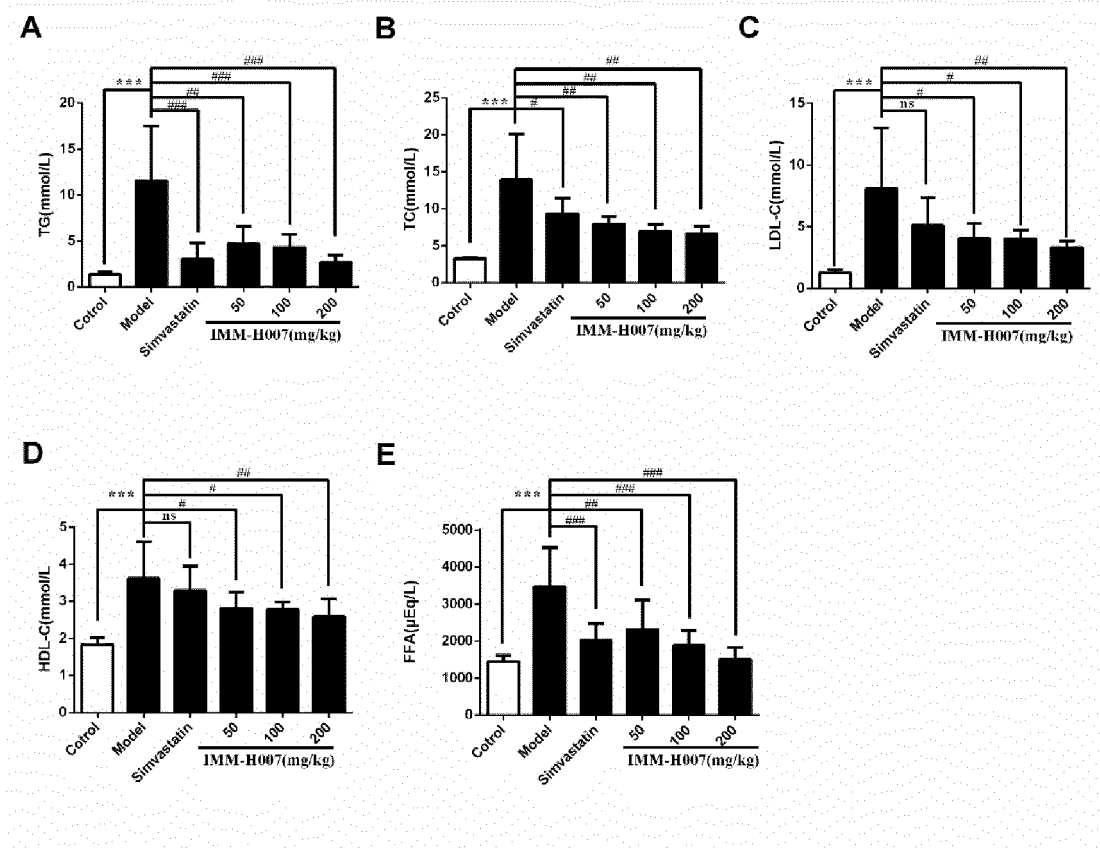 A
###
###
***
##
###
TG(mmol/L)
20
15
10
5
0
Cotrol
Model
Simvastatin
50
100
200
IMM-H007(mg/kg)
B
##
##
##
***
#
TC(mmol/L)
25
20
15
10
5
0
Cotrol
Model
Simvastatin
50
100
200
IMM-H007(mg/kg)
C
##
***
#
#
ns
LDL-C(mmol/L)
15
10
5
0
Cotrol
Model
Simvastatin
50
100
200
IMM-H007(mg/kg)
D
##
***
#
#
ns
HDL-C(mmol/L
5
4
3
2
1
0
Cotrol
Model
Simvastatin
50
100
200
IMM-H007(mg/kg)
E
###
***
###
##
###
FFA(μEq/L)
5000
4000
3000
2000
1000
0
Cotrol
Model
Simvastatin
50
100
200
IMM-H007(mg/kg)